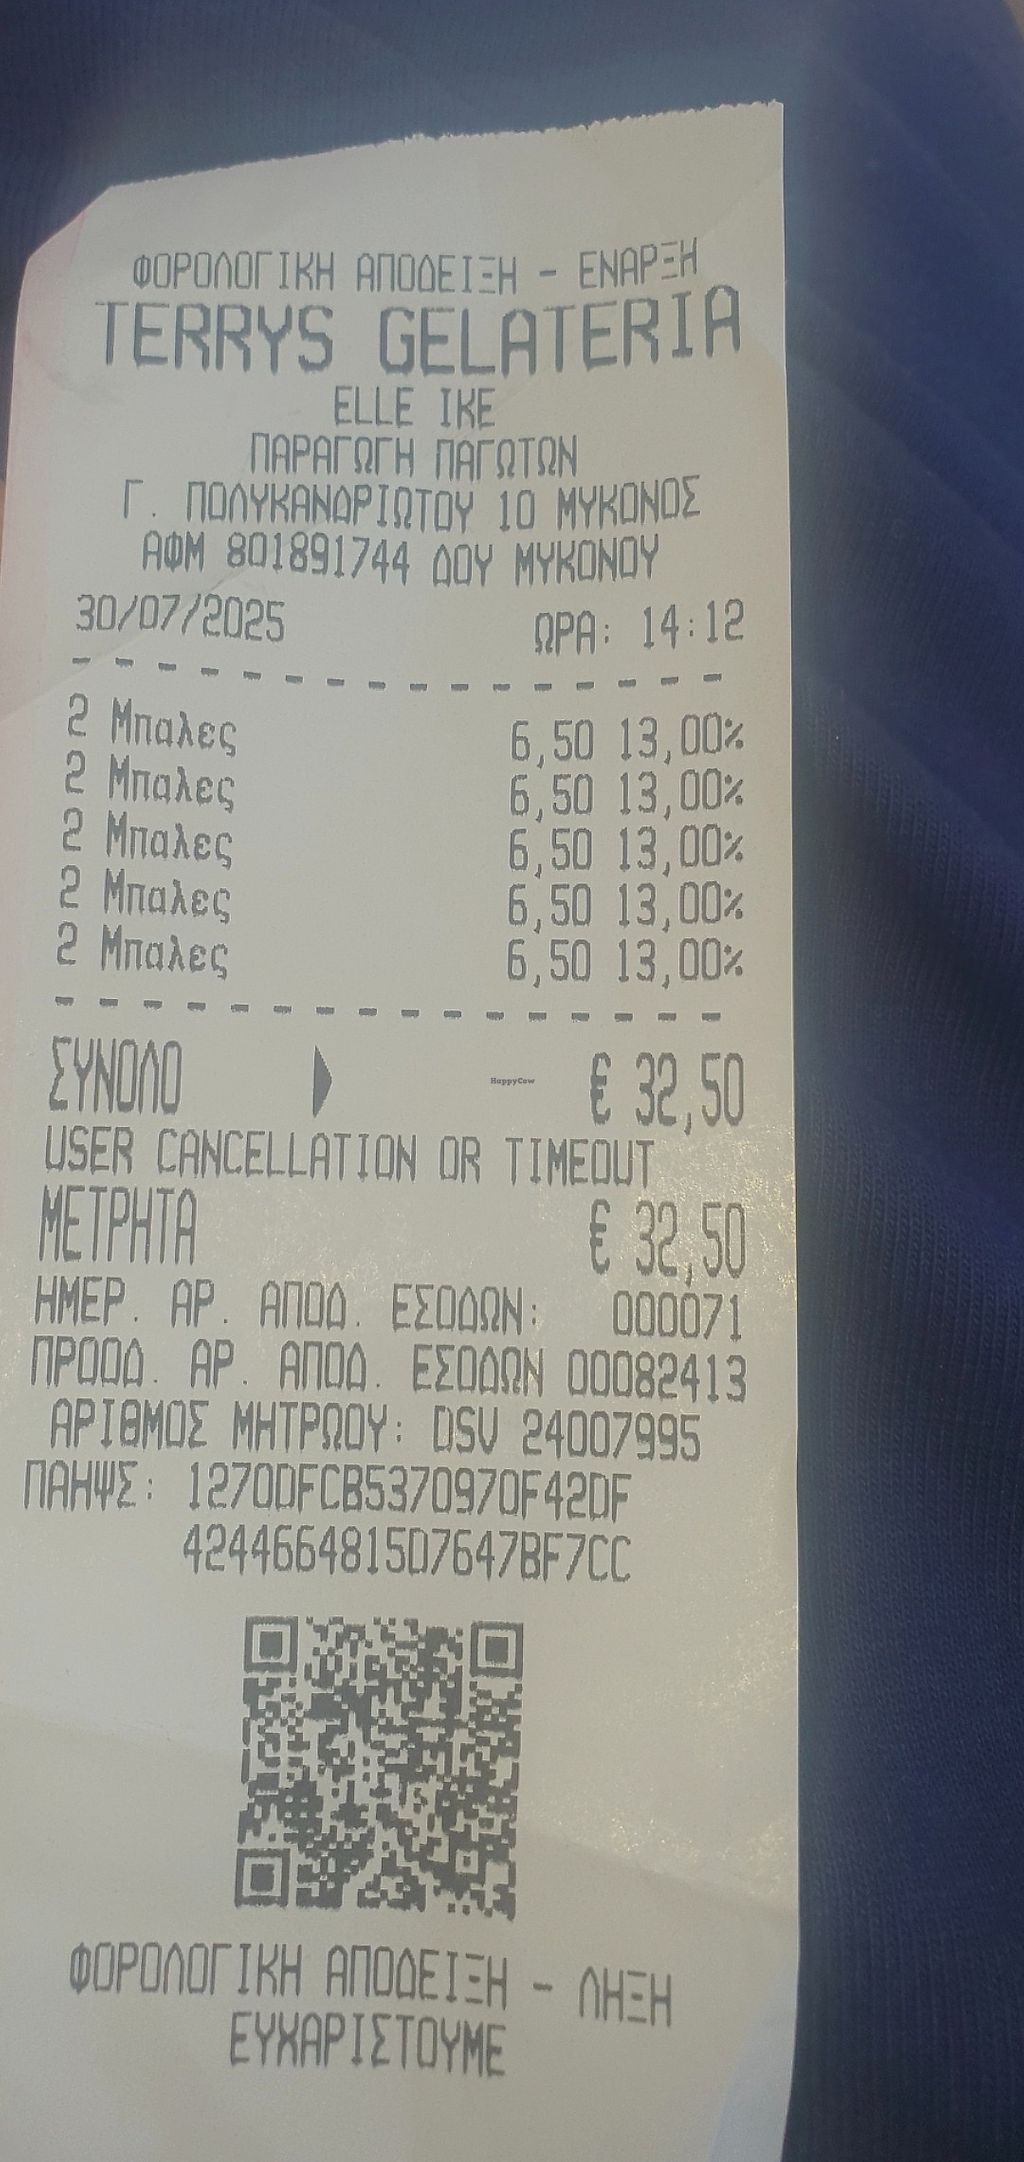 ΦΟΡΟΛΟΓΙΚΗ ΑΠΟΔΕΙΞΗ - ΕΝΑΡΞΗ
TERRYS GELATERIA
ELLE IKE
ΠΑΡΑΓΩΓΗ ΠΑΓΩΤΩΝ
Γ. ΠΟΛΥΚΑΝΔΡΙΩΤΟΥ 10 ΜΥΚΟΝΟΣ
ΑΦΜ 801891744 ΔΟΥ ΜΥΚΟΝΟΥ
30/07/2025 ΩΡΑ: 14:12
2 Μπαλες 6,50 13,00%
2 Μπαλες 6,50 13,00%
2 Μπαλες 6,50 13,00%
2 Μπαλες 6,50 13,00%
2 Μπαλες 6,50 13,00%
ΣΥΝΟΛΟ € 32,50
HappyCow
USER CANCELLATION OR TIMEOUT
ΜΕΤΡΗΤΑ € 32,50
ΗΜΕΡ. ΑΡ. ΑΠΟΔ. ΕΣΟΔΩΝ: 000071
ΠΡΟΟΔ. ΑΡ. ΑΠΟΔ. ΕΣΟΔΩΝ 00082413
ΑΡΙΘΜΟΣ ΜΗΤΡΩΟΥ: DSV 24007995
ΠΑΗΨΣ: 1270DFCB5370970F42DF
4244664815D7647BF7CC
ΦΟΡΟΛΟΓΙΚΗ ΑΠΟΔΕΙΞΗ - ΛΗΞΗ
ΕΥΧΑΡΙΣΤΟΥΜΕ